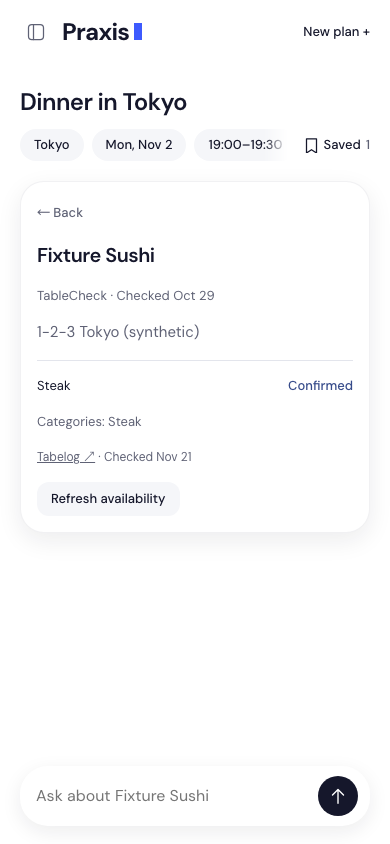 Praxis
New plan +
Dinner in Tokyo
Tokyo
Mon, Nov 2
19:00–19:30
Saved 1
← Back
Fixture Sushi
TableCheck · Checked Oct 29
1-2-3 Tokyo (synthetic)
Steak
Confirmed
Categories: Steak
Tabelog ↗ · Checked Nov 21
Refresh availability
Ask about Fixture Sushi